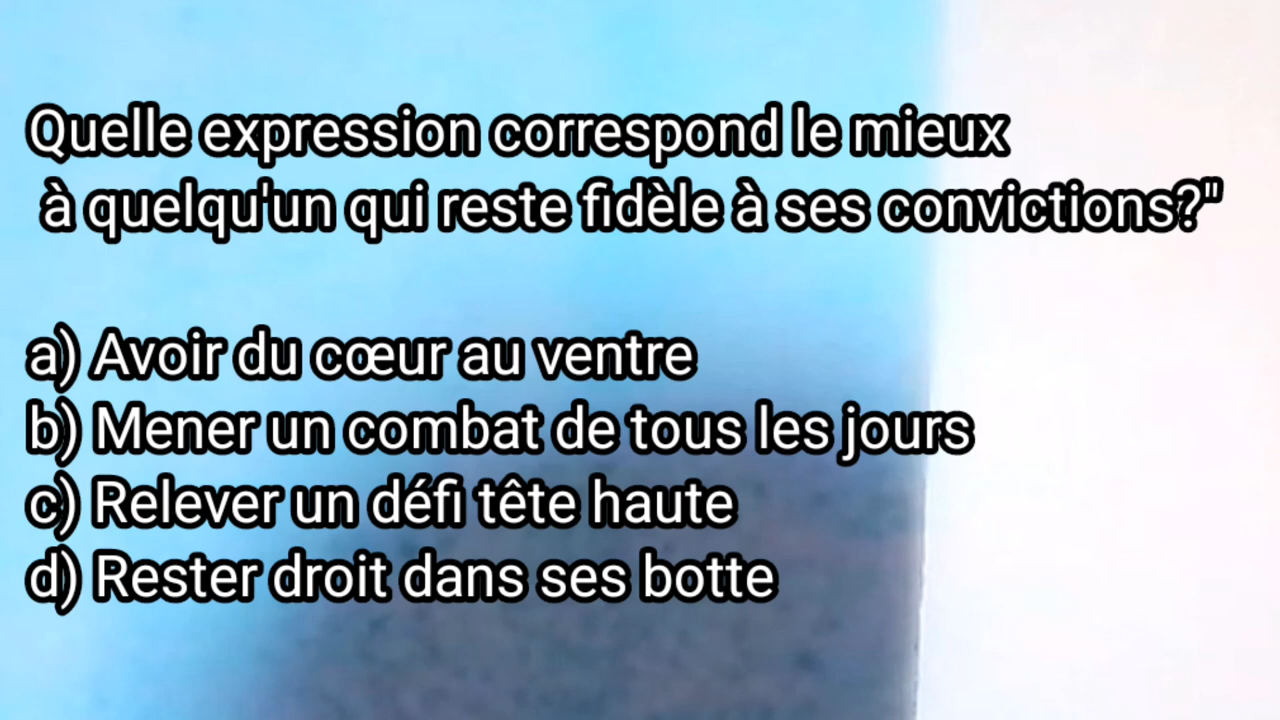 Quelle expression correspond le mieux
à quelqu'un qui reste fidèle à ses convictions?"
a) Avoir du cœur au ventre
b) Mener un combat de tous les jours
c) Relever un défi tête haute
d) Rester droit dans ses botte